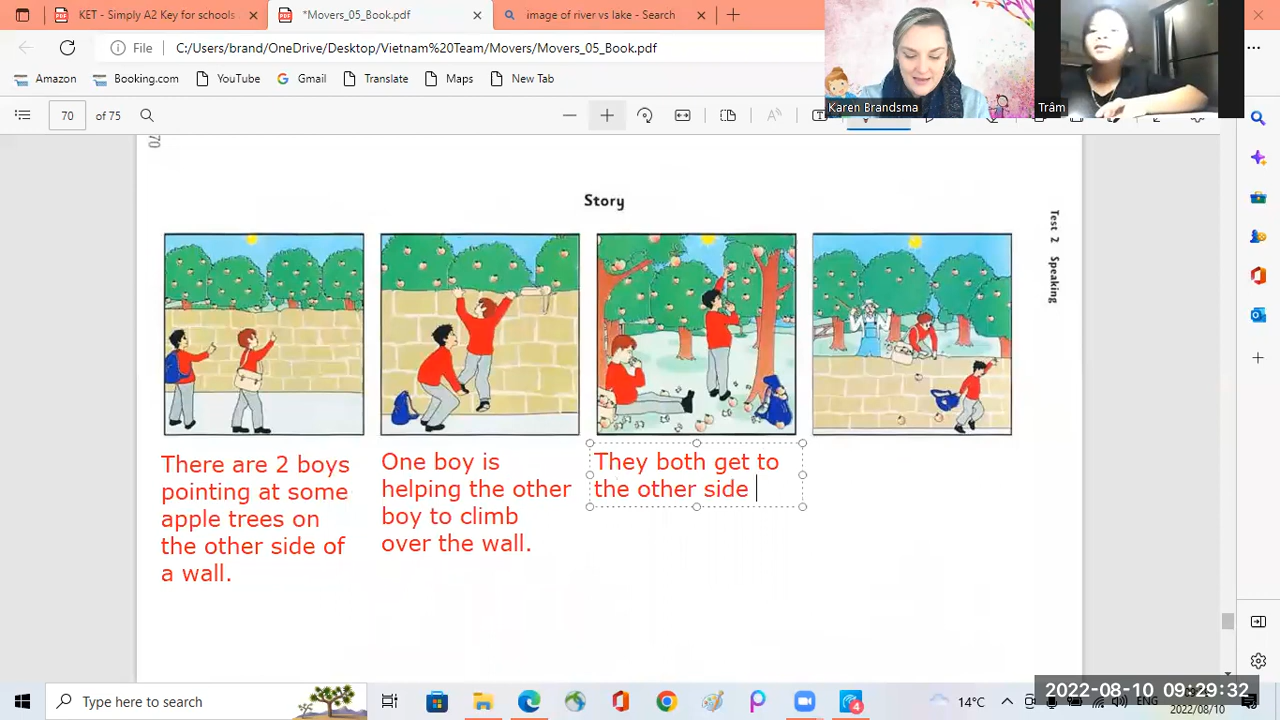 KET - Simply A2 Key for schools
*Movers_05_Book.pdf
image of river vs lake - Search
File
C:/Users/brand/OneDrive/Desktop/Vietnam%20Team/Movers/Movers_05_Book.pdf
Amazon
Booking.com
YouTube
Gmail
Translate
Maps
New Tab
Karen Brandsma
Trâm
70
of 75
70
Story
Test 2 Speaking
There are 2 boys
pointing at some
apple trees on
the other side of
a wall.
One boy is
helping the other
boy to climb
over the wall.
They both get to
the other side
Type here to search
4
14°C
ENG
2022-08-10 09:29:32
2022/08/10